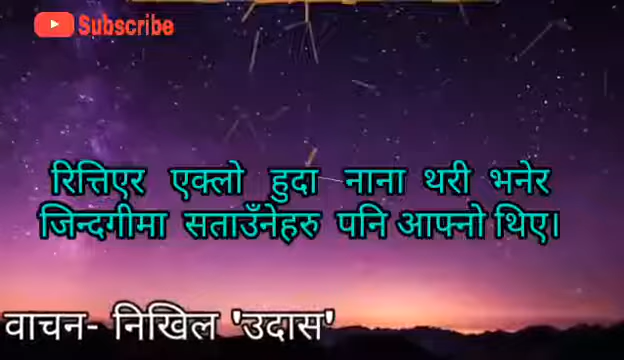 Subscribe
रित्तिएर एक्लो हुदा नाना थरी भनेर
जिन्दगीमा सताउँनेहरु पनि आफ्नो थिए।
वाचन- निखिल 'उदास'